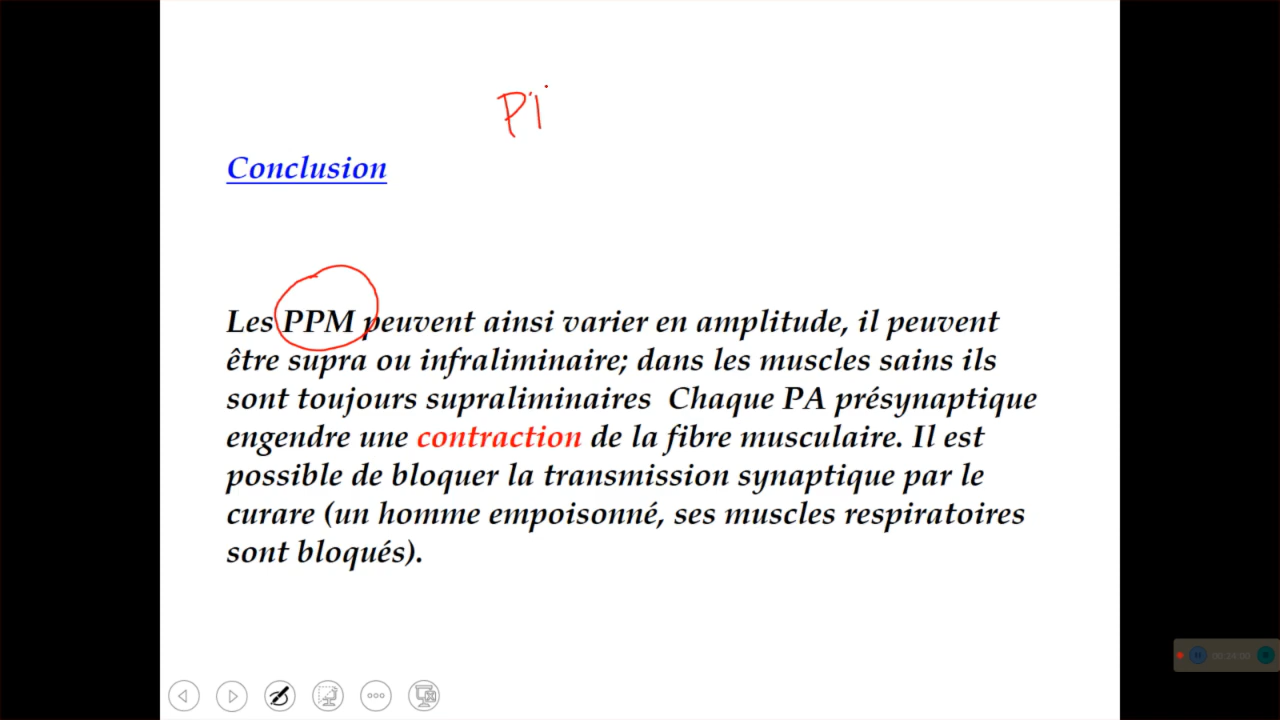 Conclusion
Les PPM peuvent ainsi varier en amplitude, il peuvent
être supra ou infraliminaire; dans les muscles sains ils
sont toujours supraliminaires Chaque PA présynaptique
engendre une contraction de la fibre musculaire. Il est
possible de bloquer la transmission synaptique par le
curare (un homme empoisonné, ses muscles respiratoires
sont bloqués).